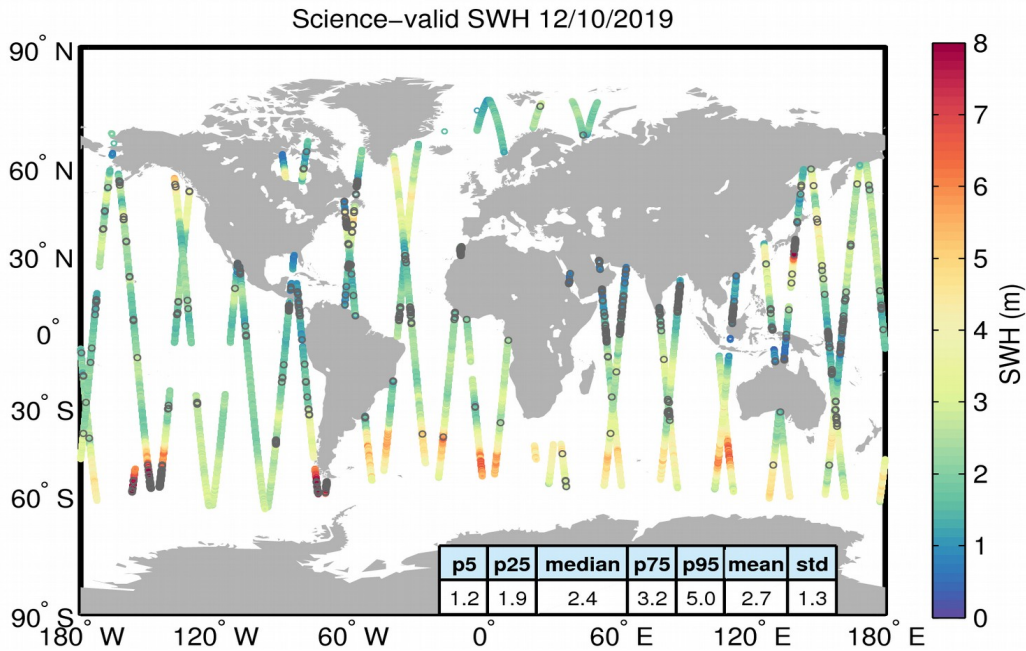 Science−valid SWH 12/10/2019
90° N
60° N
30° N
0°
30° S
60° S
90° S
180° W 120° W 60° W 0° 60° E 120° E 180° E
p5 p25 median p75 p95 mean std
1.2 1.9 2.4 3.2 5.0 2.7 1.3
8
7
6
5
4
3
2
1
0
SWH (m)